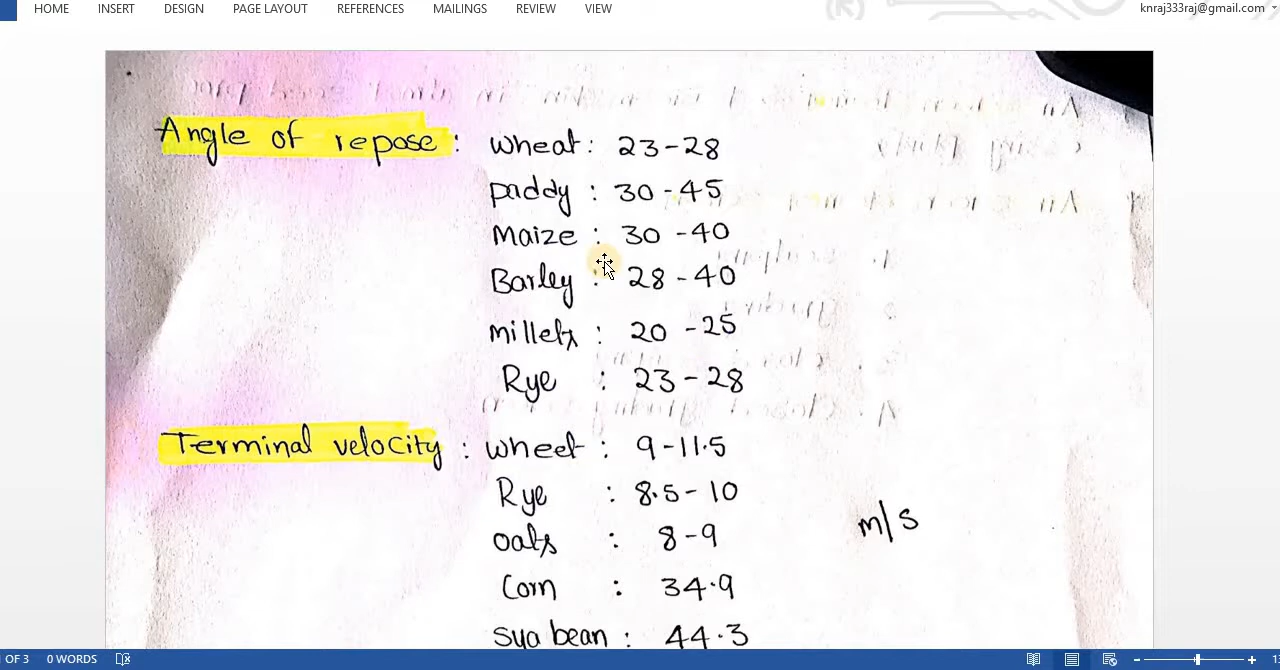 HOME INSERT DESIGN PAGE LAYOUT REFERENCES MAILINGS REVIEW VIEW knraj333raj@gmail.com
Angle of repose : wheat : 23-28
paddy : 30-45
Maize : 30-40
Barley : 28-40
millets : 20-25
Rye : 23-28
Terminal velocity : wheet : 9-11.5
Rye : 8.5-10
m/s
oats : 8-9
Corn : 34.9
sya bean : 44.3
OF 3 0 WORDS